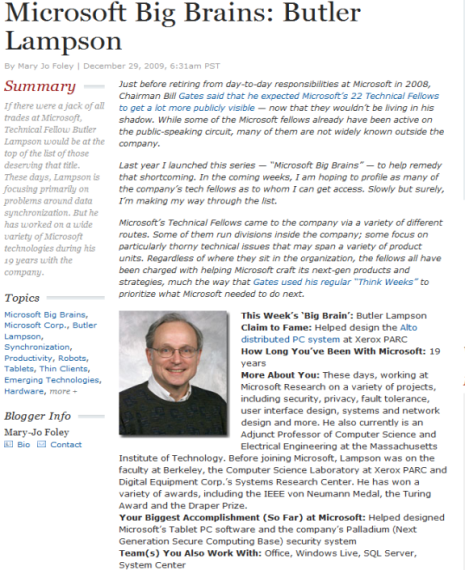 Microsoft Big Brains: Butler
Lampson
By Mary Jo Foley | December 29, 2009, 6:31am PST
Summary
If there were a jack of all
trades at Microsoft,
Technical Fellow Butler
Lampson would be at the
top of the list of those
deserving that title.
These days, Lampson is
focusing primarily on
problems around data
synchronization. But he
has worked on a wide
variety of Microsoft
technologies during his
19 years with the
company.
Topics
Microsoft Big Brains,
Microsoft Corp., Butler
Lampson,
Synchronization,
Productivity, Robots,
Tablets, Thin Clients,
Emerging Technologies,
Hardware, more +
Blogger Info
Mary-Jo Foley
Bio Contact
Just before retiring from day-to-day responsibilities at Microsoft in 2008,
Chairman Bill Gates said that he expected Microsoft's 22 Technical Fellows
to get a lot more publicly visible — now that they wouldn't be living in his
shadow. While some of the Microsoft fellows already have been active on
the public-speaking circuit, many of them are not widely known outside the
company.
Last year I launched this series — "Microsoft Big Brains" — to help remedy
that shortcoming. In the coming weeks, I am hoping to profile as many of
the company's tech fellows as to whom I can get access. Slowly but surely,
I'm making my way through the list.
Microsoft's Technical Fellows came to the company via a variety of different
routes. Some of them run divisions inside the company; some focus on
particularly thorny technical issues that may span a variety of product
units. Regardless of where they sit in the organization, the fellows all have
been charged with helping Microsoft craft its next-gen products and
strategies, much the way that Gates used his regular "Think Weeks" to
prioritize what Microsoft needed to do next.
This Week's 'Big Brain': Butler Lampson
Claim to Fame: Helped design the Alto
distributed PC system at Xerox PARC
How Long You've Been With Microsoft: 19
years
More About You: These days, working at
Microsoft Research on a variety of projects,
including security, privacy, fault tolerance,
user interface design, systems and network
design and more. He also currently is an
Adjunct Professor of Computer Science and
Electrical Engineering at the Massachusetts
Institute of Technology. Before joining Microsoft, Lampson was on the
faculty at Berkeley, the Computer Science Laboratory at Xerox PARC and
Digital Equipment Corp.'s Systems Research Center. He has won a
variety of awards, including the IEEE von Neumann Medal, the Turing
Award and the Draper Prize.
Your Biggest Accomplishment (So Far) at Microsoft: Helped designed
Microsoft's Tablet PC software and the company's Palladium (Next
Generation Secure Computing Base) security system
Team(s) You Also Work With: Office, Windows Live, SQL Server,
System Center